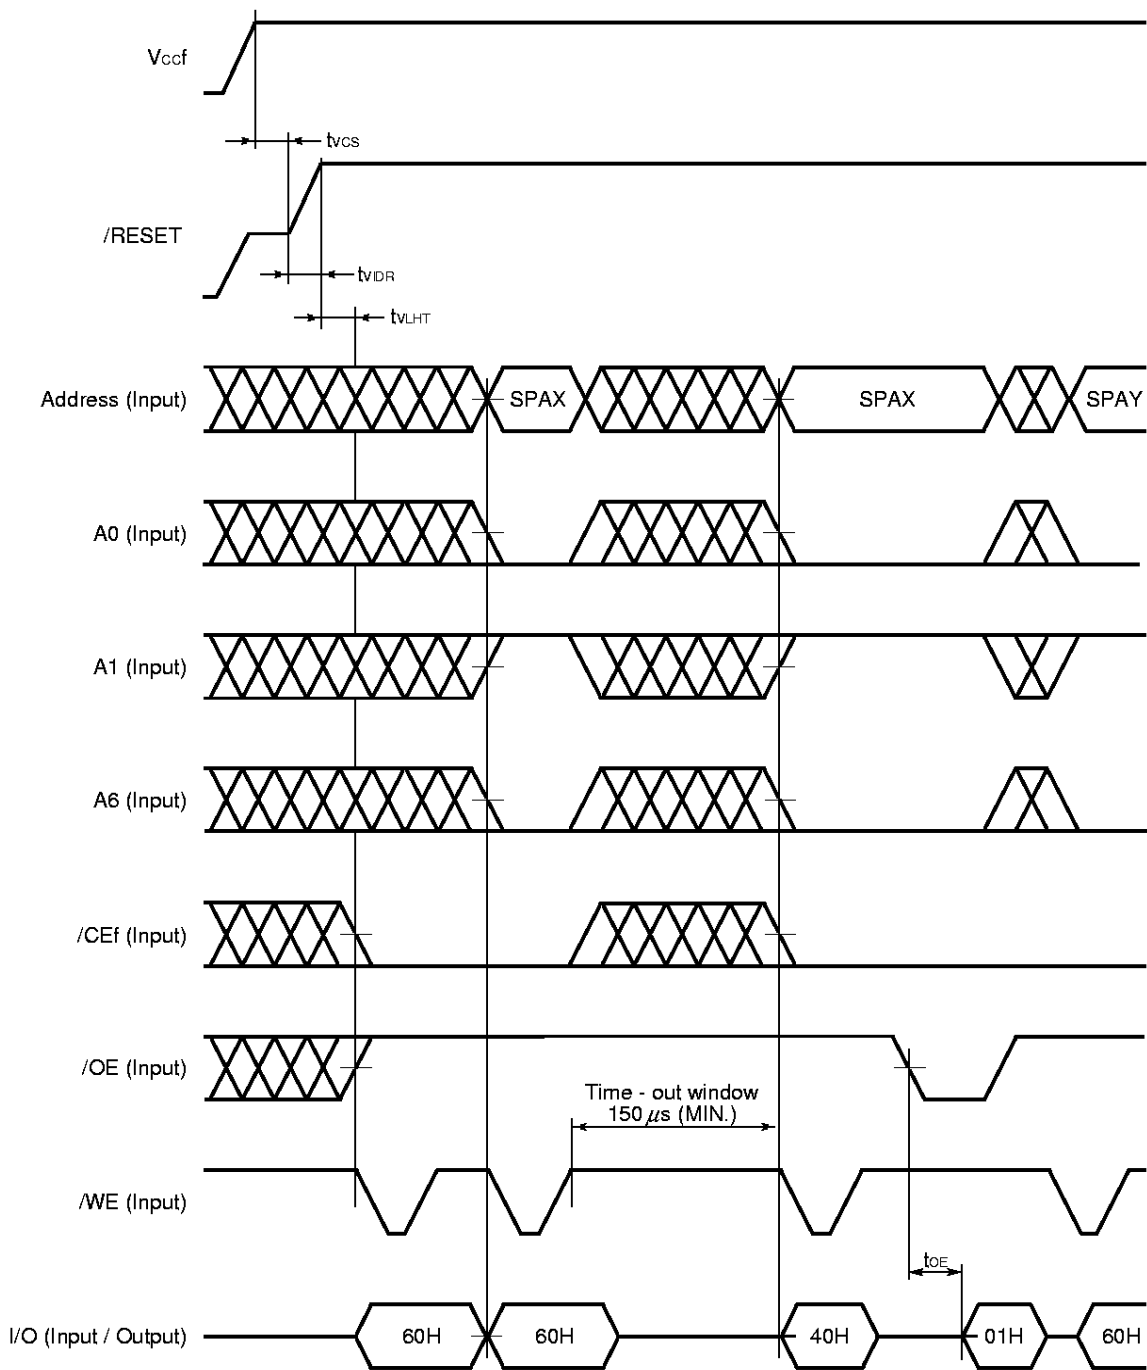 Vccf
tVCS
/RESET
tVIDR
tVLHT
Address (Input)
SPAX
SPAX
SPAY
A0 (Input)
A1 (Input)
A6 (Input)
/CEf (Input)
/OE (Input)
Time - out window
150 μs (MIN.)
/WE (Input)
tOE
I/O (Input / Output)
60H
60H
40H
01H
60H